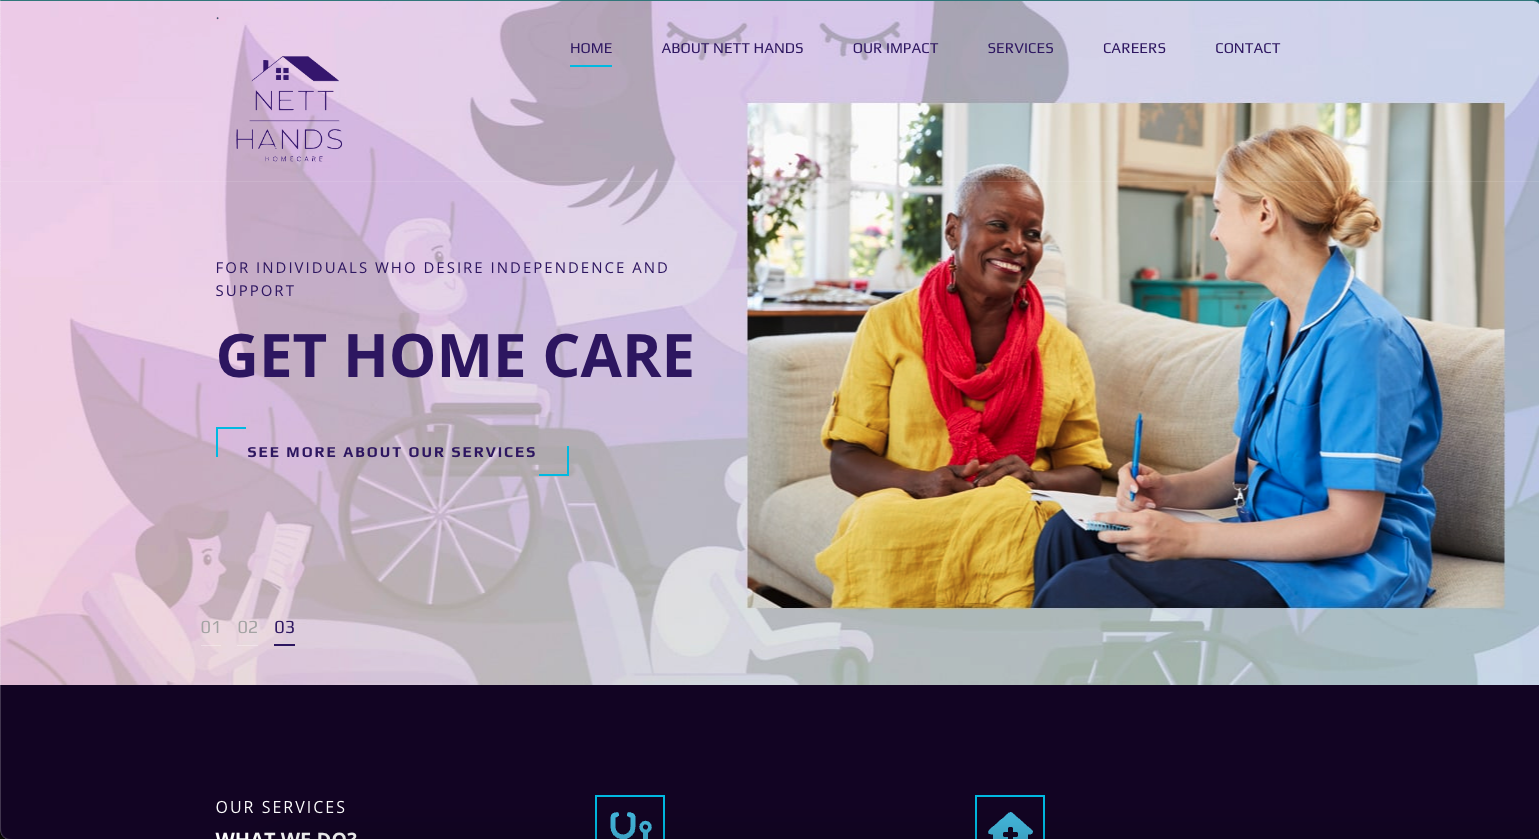 HOME ABOUT NETT HANDS OUR IMPACT SERVICES CAREERS CONTACT
NETT
HANDS
HOMECARE
FOR INDIVIDUALS WHO DESIRE INDEPENDENCE AND
SUPPORT
GET HOME CARE
SEE MORE ABOUT OUR SERVICES
01 02 03
OUR SERVICES
WHAT WE DO?